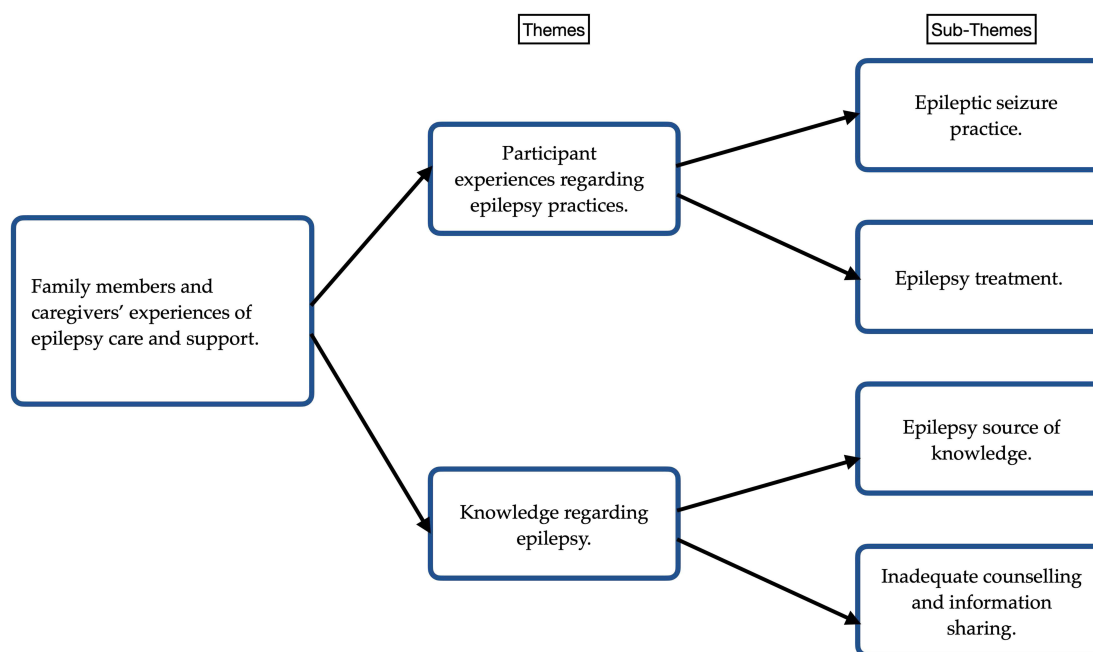 Themes
Sub-Themes
Epileptic seizure
practice.
Participant
experiences regarding
epilepsy practices.
Epilepsy treatment.
Family members and
caregivers’ experiences of
epilepsy care and support.
Epilepsy source of
knowledge.
Knowledge regarding
epilepsy.
Inadequate counselling
and information
sharing.